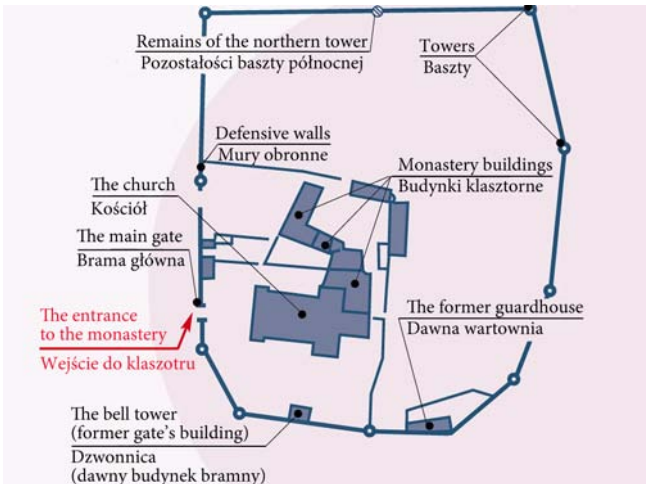 Remains of the northern tower
Pozostałości baszty północnej
Towers
Baszty
Defensive walls
Mury obronne
Monastery buildings
Budynki klasztorne
The church
Kościół
The main gate
Brama główna
The entrance
to the monastery
Wejście do klaszotru
The former guardhouse
Dawna wartownia
The bell tower
(former gate's building)
Dzwonnica
(dawny budynek bramny)